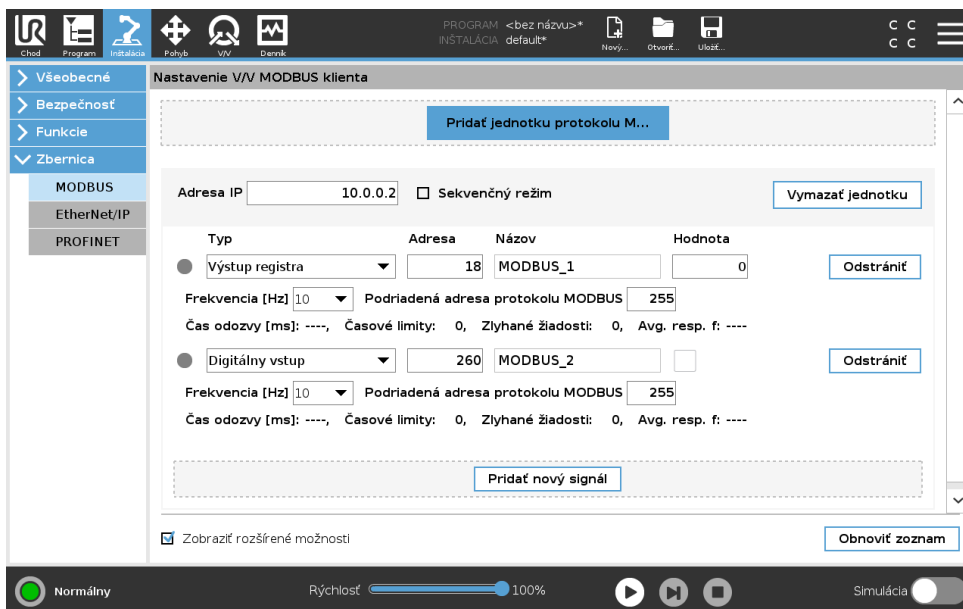 Chod Program Inštalácia Pohyb V/V Denník
PROGRAM <bez názvu>*
INŠTALÁCIA default*
Nový... Otvoriť... Uložiť...
C C
C C
Všeobecné
Bezpečnosť
Funkcie
Zbernica
MODBUS
EtherNet/IP
PROFINET
Nastavenie V/V MODBUS klienta
Pridať jednotku protokolu M...
Adresa IP 10.0.0.2 Sekvenčný režim Vymazať jednotku
Typ Adresa Názov Hodnota
Výstup registra 18 MODBUS_1 0 Odstrániť
Frekvencia [Hz] 10 Podriadená adresa protokolu MODBUS 255
Čas odozvy [ms]: ----, Časové limity: 0, Zlyhané žiadosti: 0, Avg. resp. f: ----
Digitálny vstup 260 MODBUS_2 Odstrániť
Frekvencia [Hz] 10 Podriadená adresa protokolu MODBUS 255
Čas odozvy [ms]: ----, Časové limity: 0, Zlyhané žiadosti: 0, Avg. resp. f: ----
Pridať nový signál
Zobraziť rozšírené možnosti Obnoviť zoznam
Normálny Rýchlosť 100% Simulácia